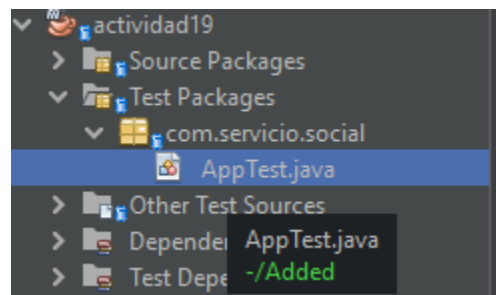 actividad19
Source Packages
Test Packages
com.servicio.social
AppTest.java
Other Test Sources
Depender
AppTest.java
Test Depe
-/Added